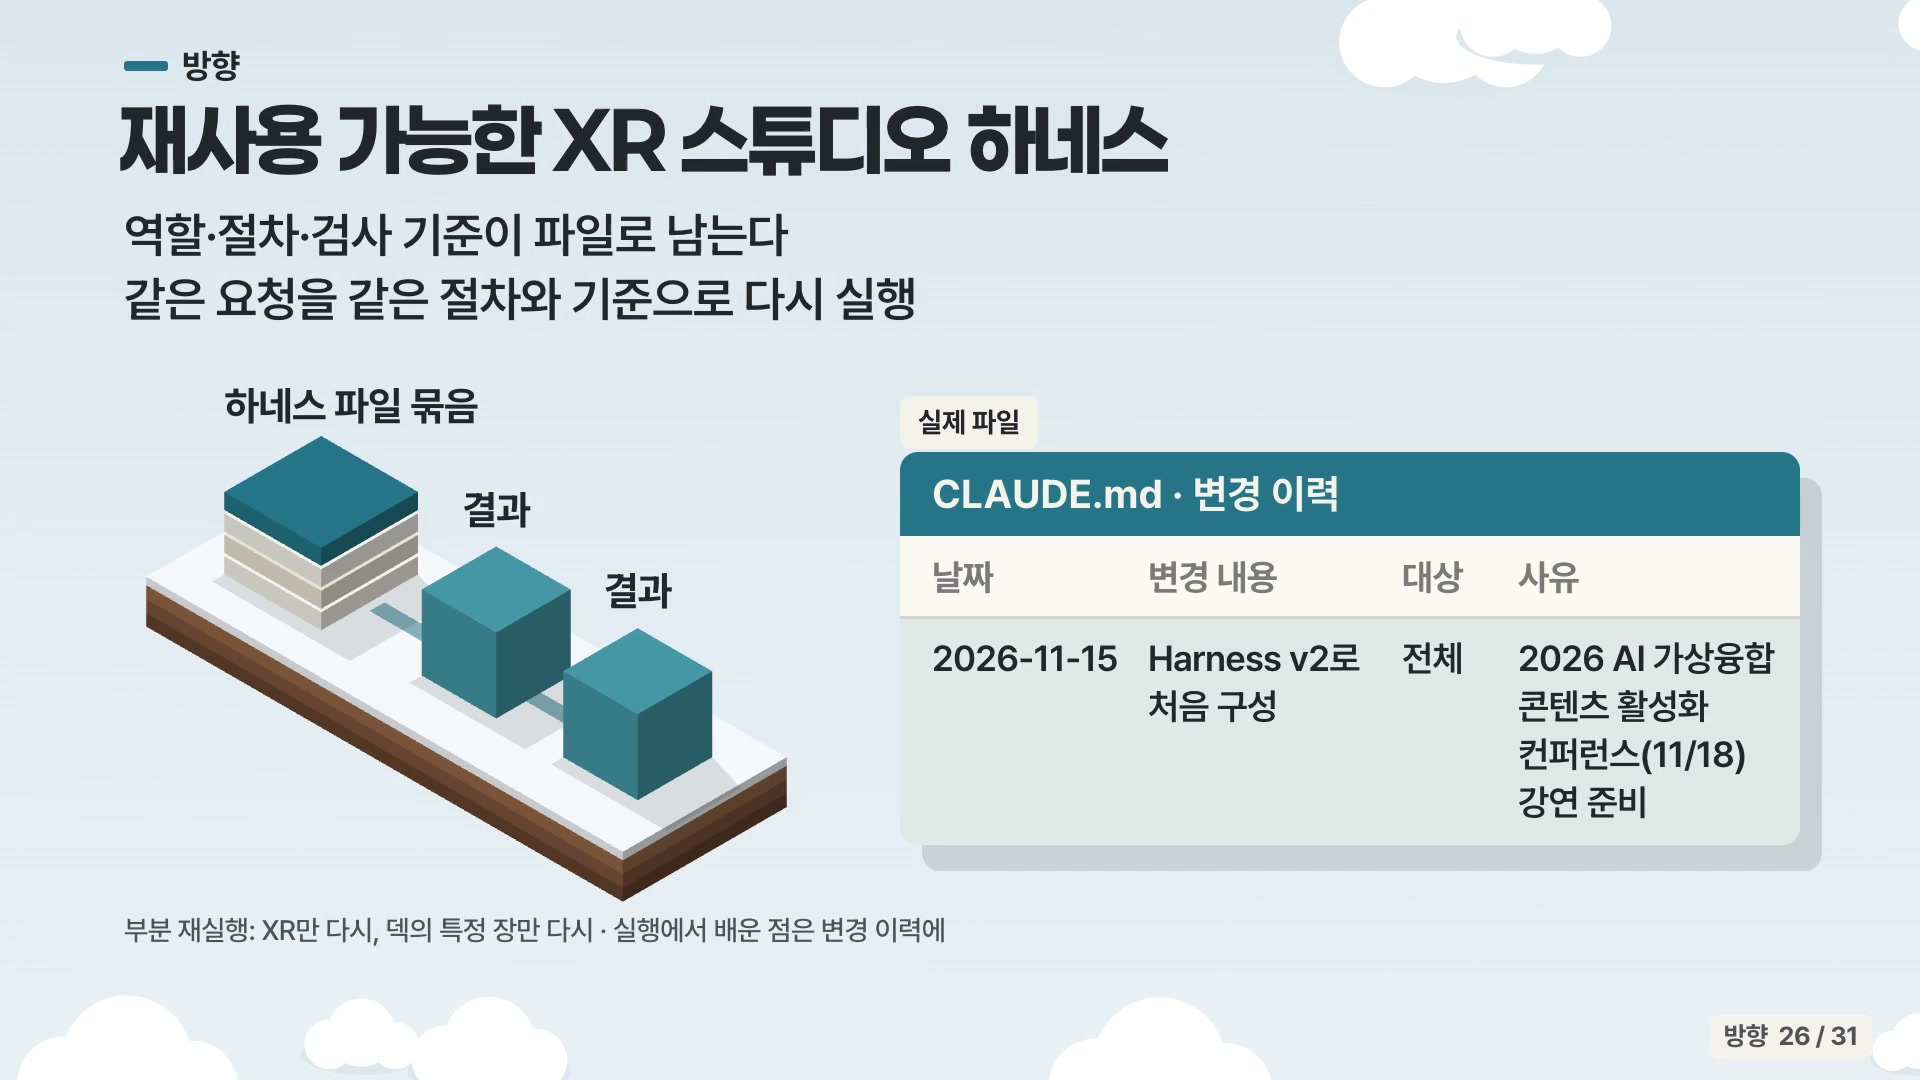 방향
재사용 가능한 XR 스튜디오 하네스
역할·절차·검사 기준이 파일로 남는다
같은 요청을 같은 절차와 기준으로 다시 실행
하네스 파일 묶음
결과
결과
실제 파일
CLAUDE.md · 변경 이력
날짜 변경 내용 대상 사유
2026-11-15 Harness v2로 전체 2026 AI 가상융합
처음 구성 콘텐츠 활성화
컨퍼런스(11/18)
강연 준비
부분 재실행: XR만 다시, 덱의 특정 장만 다시 · 실행에서 배운 점은 변경 이력에
방향 26 / 31